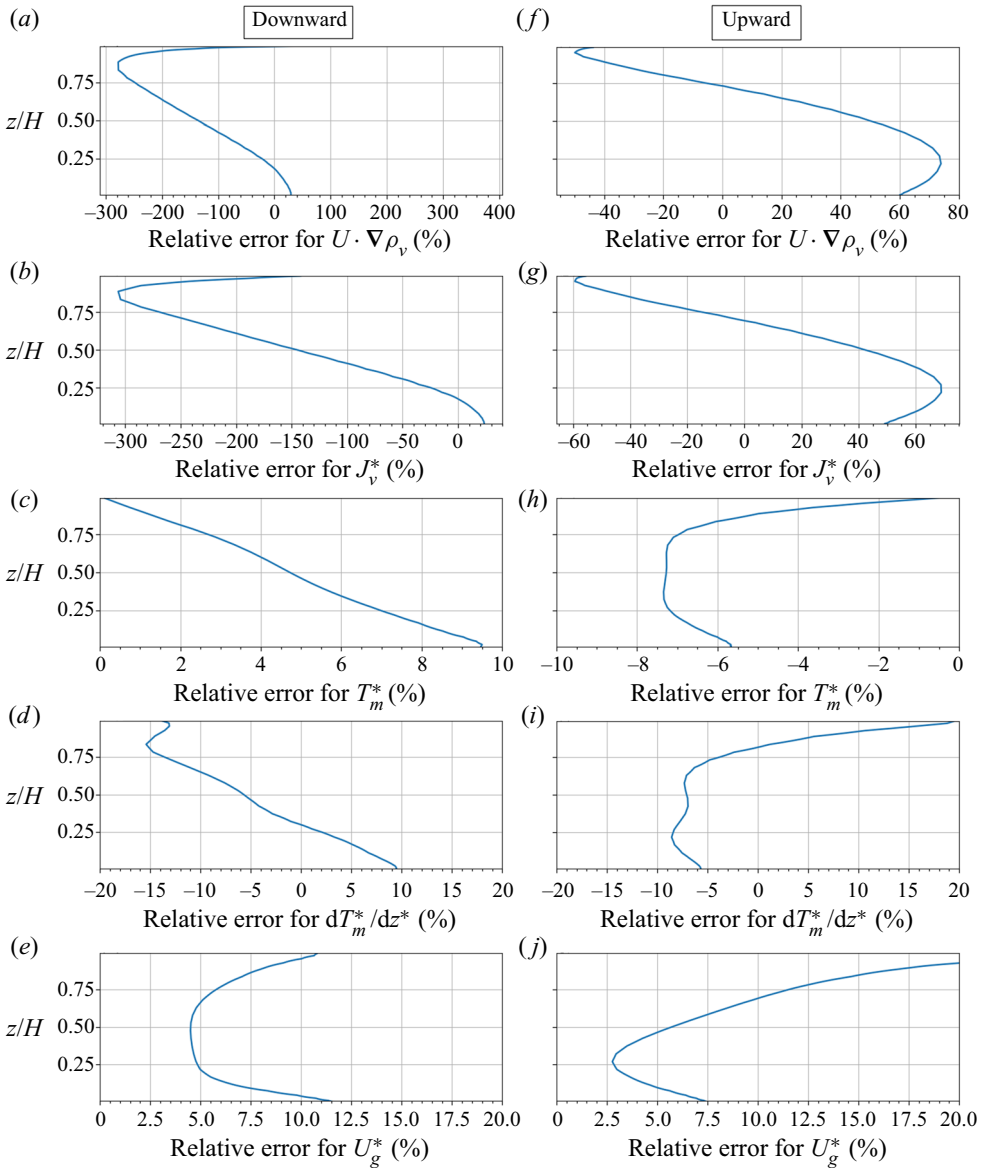 (a) Downward (f) Upward
0.75
z/H 0.50
0.25
–300 –200 –100 0 100 200 300 400 –40 –20 0 20 40 60 80
Relative error for U · ∇ρv (%) Relative error for U · ∇ρv (%)
(b) (g)
0.75
z/H 0.50
0.25
–300 –250 –200 –150 –100 –50 0 –60 –40 –20 0 20 40 60
Relative error for J*v (%) Relative error for J*v (%)
(c) (h)
0.75
z/H 0.50
0.25
0 2 4 6 8 10 –10 –8 –6 –4 –2 0
Relative error for T*m (%) Relative error for T*m (%)
(d) (i)
0.75
z/H 0.50
0.25
–20 –15 –10 –5 0 5 10 15 20 –20 –15 –10 –5 0 5 10 15 20
Relative error for dT*m/dz* (%) Relative error for dT*m/dz* (%)
(e) (j)
0.75
z/H 0.50
0.25
0 2.5 5.0 7.5 10.0 12.5 15.0 17.5 20.0 0 2.5 5.0 7.5 10.0 12.5 15.0 17.5 20.0
Relative error for U*g (%) Relative error for U*g (%)